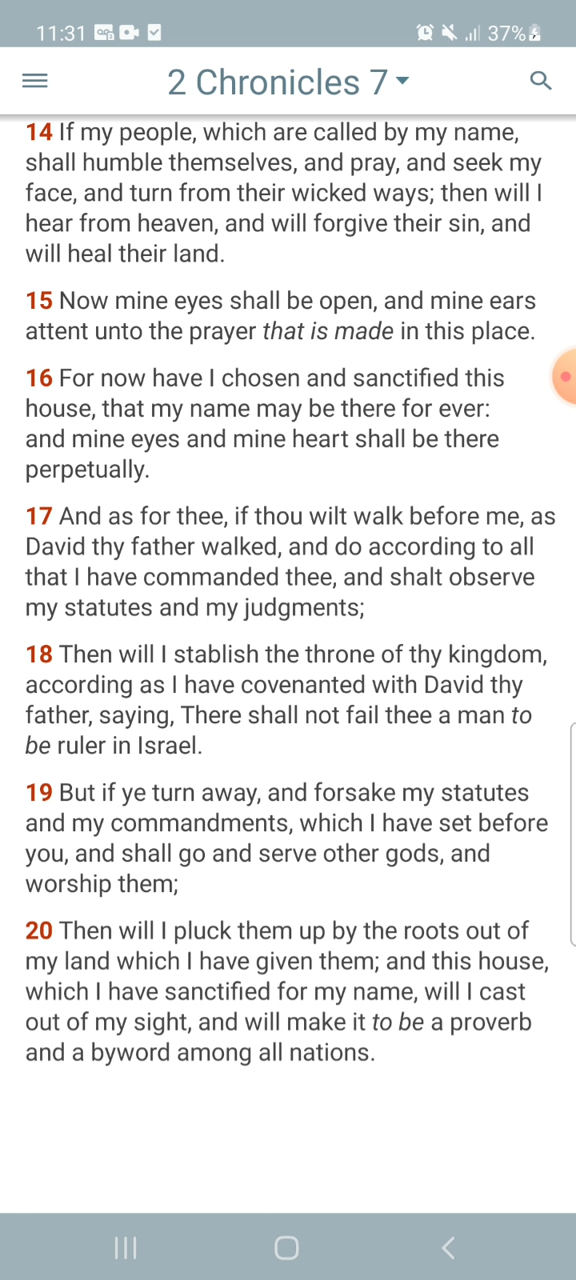 11:31
37%
2 Chronicles 7
14 If my people, which are called by my name,
shall humble themselves, and pray, and seek my
face, and turn from their wicked ways; then will I
hear from heaven, and will forgive their sin, and
will heal their land.
15 Now mine eyes shall be open, and mine ears
attent unto the prayer that is made in this place.
16 For now have I chosen and sanctified this
house, that my name may be there for ever:
and mine eyes and mine heart shall be there
perpetually.
17 And as for thee, if thou wilt walk before me, as
David thy father walked, and do according to all
that I have commanded thee, and shalt observe
my statutes and my judgments;
18 Then will I stablish the throne of thy kingdom,
according as I have covenanted with David thy
father, saying, There shall not fail thee a man to
be ruler in Israel.
19 But if ye turn away, and forsake my statutes
and my commandments, which I have set before
you, and shall go and serve other gods, and
worship them;
20 Then will I pluck them up by the roots out of
my land which I have given them; and this house,
which I have sanctified for my name, will I cast
out of my sight, and will make it to be a proverb
and a byword among all nations.